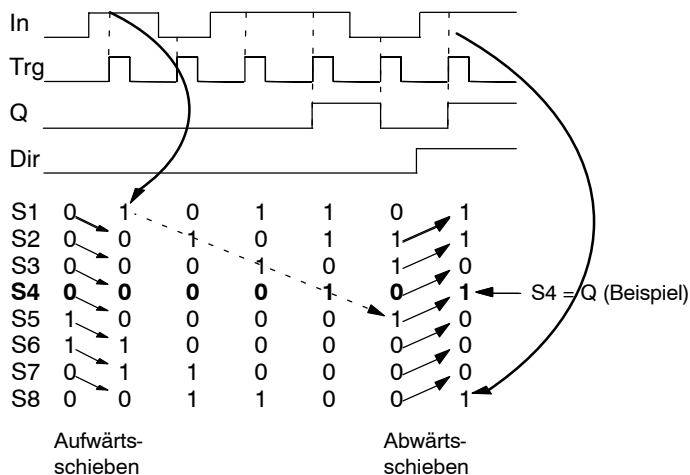 In
Trg
Q
Dir
S1 0 1 0 1 1 0 1
S2 0 0 1 0 1 1 1
S3 0 0 0 1 0 1 0
S4 0 0 0 0 1 0 1 S4 = Q (Beispiel)
S5 1 0 0 0 0 1 0
S6 1 1 0 0 0 0 0
S7 0 1 1 0 0 0 0
S8 0 0 1 1 0 0 1
Aufwärts- Abwärts-
schieben schieben